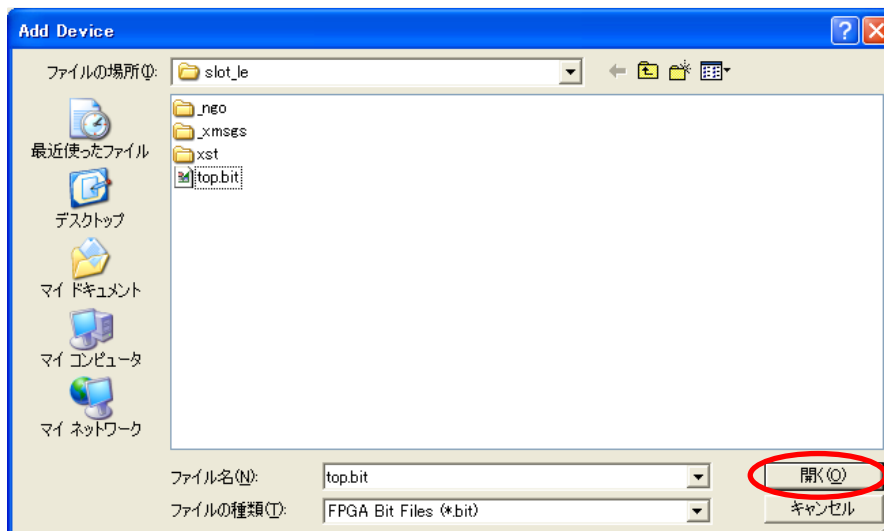 Add Device
ファイルの場所(I):
slot_le
_ngo
_xmsgs
xst
top.bit
最近使ったファイル
デスクトップ
マイ ドキュメント
マイ コンピュータ
マイ ネットワーク
ファイル名(N):
top.bit
開く(O)
ファイルの種類(T):
FPGA Bit Files (*.bit)
キャンセル